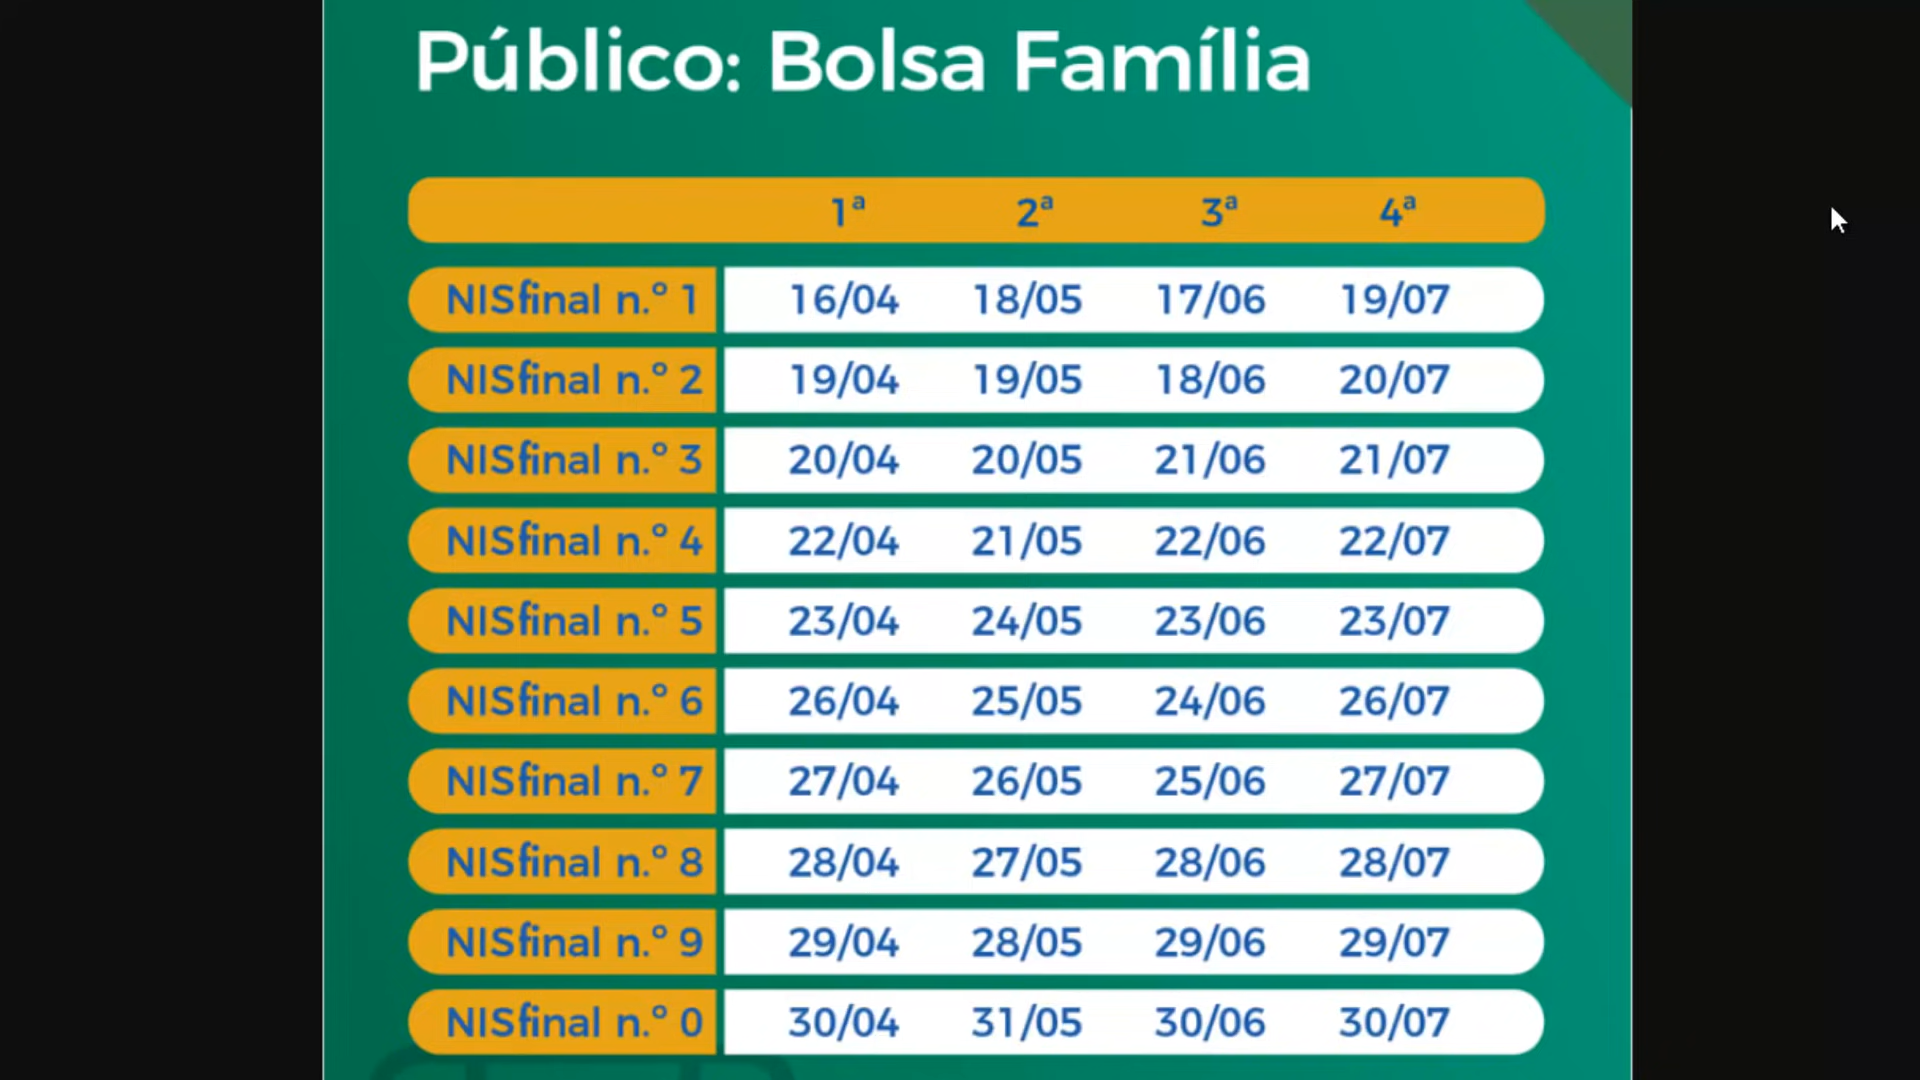 Público: Bolsa Família
1ª 2ª 3ª 4ª
NISfinal n.º 1 16/04 18/05 17/06 19/07
NISfinal n.º 2 19/04 19/05 18/06 20/07
NISfinal n.º 3 20/04 20/05 21/06 21/07
NISfinal n.º 4 22/04 21/05 22/06 22/07
NISfinal n.º 5 23/04 24/05 23/06 23/07
NISfinal n.º 6 26/04 25/05 24/06 26/07
NISfinal n.º 7 27/04 26/05 25/06 27/07
NISfinal n.º 8 28/04 27/05 28/06 28/07
NISfinal n.º 9 29/04 28/05 29/06 29/07
NISfinal n.º 0 30/04 31/05 30/06 30/07